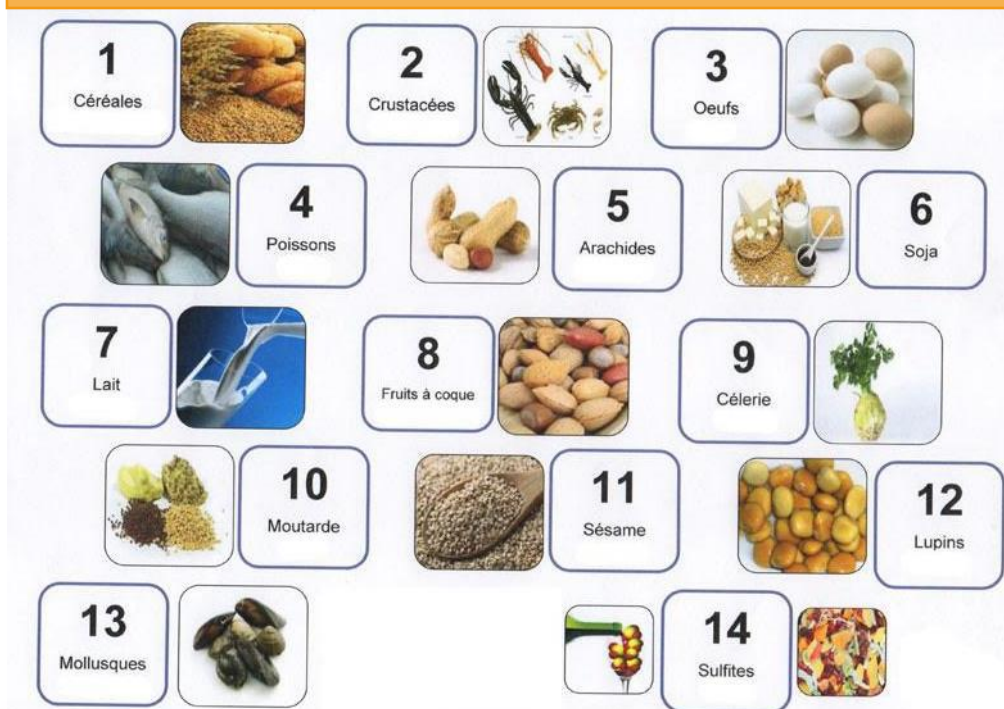 1
Céréales
2
Crustacées
3
Oeufs
4
Poissons
5
Arachides
6
Soja
7
Lait
8
Fruits à coque
9
Célerie
10
Moutarde
11
Sésame
12
Lupins
13
Mollusques
14
Sulfites